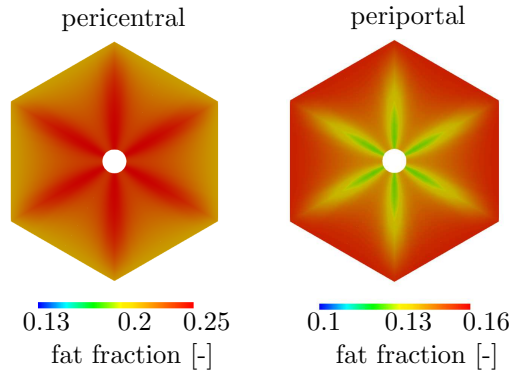 pericentral periportal
0.13 0.2 0.25 0.1 0.13 0.16
fat fraction [-] fat fraction [-]